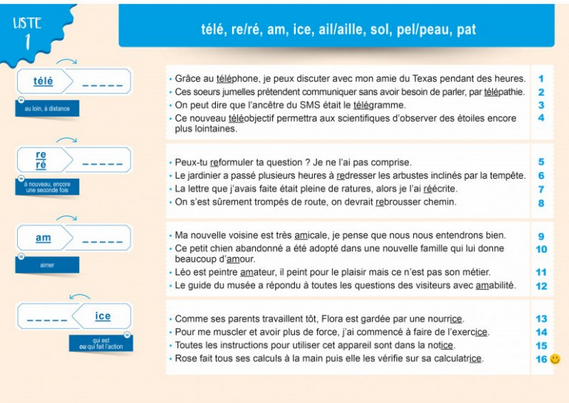 LISTE
1
télé, re/ré, am, ice, ail/aille, sol, pel/peau, pat
télé _ _ _ _ _
au loin, à distance
• Grâce au téléphone, je peux discuter avec mon amie du Texas pendant des heures. 1
• Ces soeurs jumelles prétendent communiquer sans avoir besoin de parler, par télépathie. 2
• On peut dire que l'ancêtre du SMS était le télégramme. 3
• Ce nouveau téléobjectif permettra aux scientifiques d'observer des étoiles encore 4
plus lointaines.
re
ré _ _ _ _ _
à nouveau, encore
une seconde fois
• Peux-tu reformuler ta question ? Je ne l'ai pas comprise. 5
• Le jardinier a passé plusieurs heures à redresser les arbustes inclinés par la tempête. 6
• La lettre que j'avais faite était pleine de ratures, alors je l'ai réécrite. 7
• On s'est sûrement trompés de route, on devrait rebrousser chemin. 8
am _ _ _ _ _
aimer
• Ma nouvelle voisine est très amicale, je pense que nous nous entendrons bien. 9
• Ce petit chien abandonné a été adopté dans une nouvelle famille qui lui donne 10
beaucoup d'amour.
• Léo est peintre amateur, il peint pour le plaisir mais ce n'est pas son métier. 11
• Le guide du musée a répondu à toutes les questions des visiteurs avec amabilité. 12
_ _ _ _ _ ice
qui est
ou qui fait l'action
• Comme ses parents travaillent tôt, Flora est gardée par une nourrice. 13
• Pour me muscler et avoir plus de force, j'ai commencé à faire de l'exercice. 14
• Toutes les instructions pour utiliser cet appareil sont dans la notice. 15
• Rose fait tous ses calculs à la main puis elle les vérifie sur sa calculatrice. 16